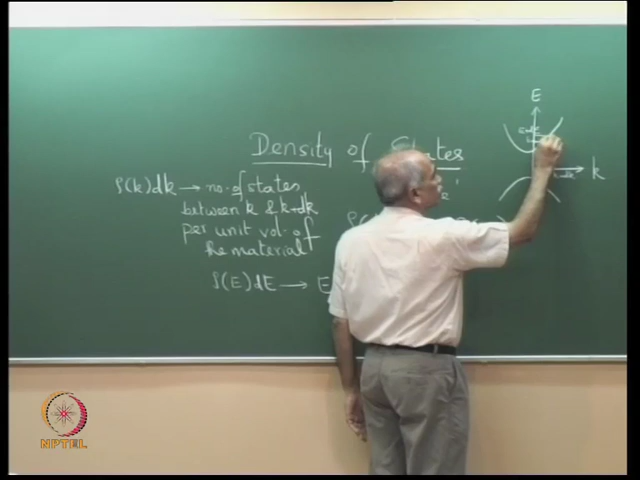 Density of States
ρ(k)dk → no. of states
between k & k+dk
per unit vol. of
the material
ρ(E)dE → E
E
k
NPTEL